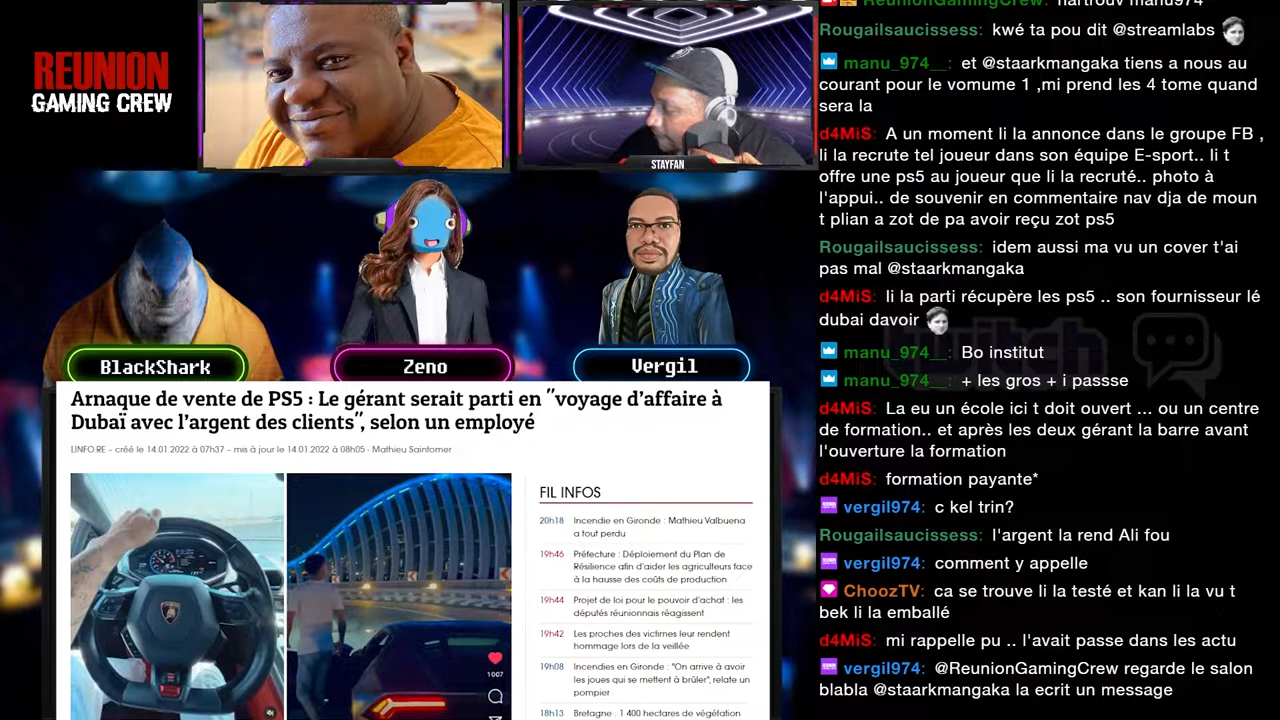 REUNION
GAMING CREW
STAYFAN
BlackShark
Zeno
Vergil
Arnaque de vente de PS5 : Le gérant serait parti en "voyage d'affaire à
Dubaï avec l'argent des clients", selon un employé
LINFO.RE – créé le 14.01.2022 à 07h37 – mis à jour le 14.01.2022 à 08h05 - Mathieu Saintomer
1007
FIL INFOS
20h18 Incendie en Gironde : Mathieu Valbuena
a tout perdu
19h46 Préfecture : Déploiement du Plan de
Résilience afin d'aider les agriculteurs face
à la hausse des coûts de production
19h44 Projet de loi pour le pouvoir d'achat : les
députés réunionnais réagissent
19h42 Les proches des victimes leur rendent
hommage lors de la veillée
19h08 Incendies en Gironde : "On arrive à avoir
les joues qui se mettent à brûler", relate un
pompier
18h13 Bretagne : 1 400 hectares de végétation
ReunionGamingCrew: nartrouv manu974
Rougailsaucissess: kwé ta pou dit @streamlabs
manu_974__: et @staarkmangaka tiens a nous au
courant pour le vomume 1 ,mi prend les 4 tome quand
sera la
d4MiS: A un moment li la annonce dans le groupe FB ,
li la recrute tel joueur dans son équipe E-sport.. li t
offre une ps5 au joueur que li la recruté.. photo à
l'appui.. de souvenir en commentaire nav dja de moun
t plian a zot de pa avoir reçu zot ps5
Rougailsaucissess: idem aussi ma vu un cover t'ai
pas mal @staarkmangaka
d4MiS: li la parti récupère les ps5 .. son fournisseur lé
dubai davoir
manu_974__: Bo institut
manu_974__: + les gros + i passse
d4MiS: La eu un école ici t doit ouvert ... ou un centre
de formation.. et après les deux gérant la barre avant
l'ouverture la formation
d4MiS: formation payante*
vergil974: c kel trin?
Rougailsaucissess: l'argent la rend Ali fou
vergil974: comment y appelle
ChoozTV: ca se trouve li la testé et kan li la vu t
bek li la emballé
d4MiS: mi rappelle pu .. l'avait passe dans les actu
vergil974: @ReunionGamingCrew regarde le salon
blabla @staarkmangaka la ecrit un message